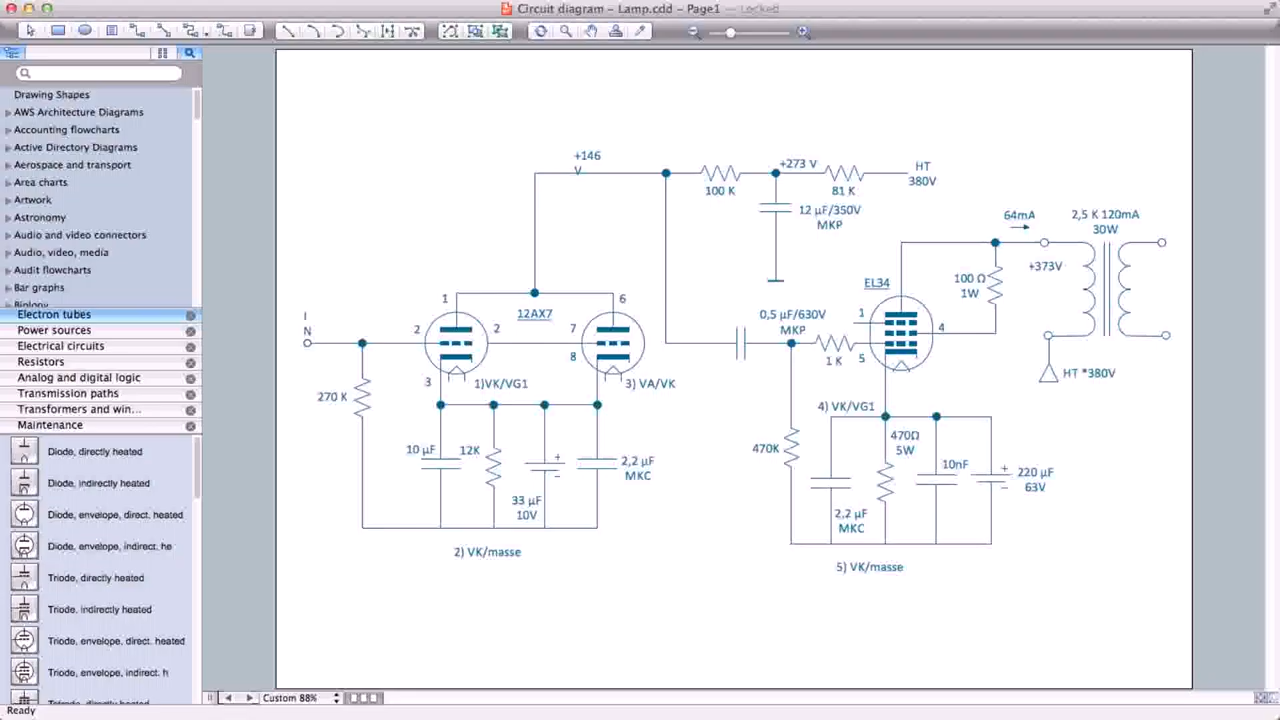 Circuit diagram – Lamp.cdd – Page1 — Locked
Drawing Shapes
AWS Architecture Diagrams
Accounting flowcharts
Active Directory Diagrams
Aerospace and transport
Area charts
Artwork
Astronomy
Audio and video connectors
Audio, video, media
Audit flowcharts
Bar graphs
Biology
Electron tubes
Power sources
Electrical circuits
Resistors
Analog and digital logic
Transmission paths
Transformers and win...
Maintenance
Diode, directly heated
Diode, indirectly heated
Diode, envelope, direct. heated
Diode, envelope, indirect. he
Triode, directly heated
Triode, indirectly heated
Triode, envelope, direct. heated
Triode, envelope, indirect. h
Tetrode, directly heated
+146
V
100 K
+273 V
81 K
HT
380V
12 µF/350V
MKP
64mA
2,5 K 120mA
30W
+373V
100 Ω
1W
EL34
1
4
5
HT *380V
1
6
12AX7
I
N
2
2
7
8
3
1)VK/VG1
3) VA/VK
0,5 µF/630V
MKP
1 K
270 K
10 µF
12K
+
−
33 µF
10V
2,2 µF
MKC
2) VK/masse
4) VK/VG1
470K
470Ω
5W
10nF
+
−
220 µF
63V
2,2 µF
MKC
5) VK/masse
Custom 88%
Ready